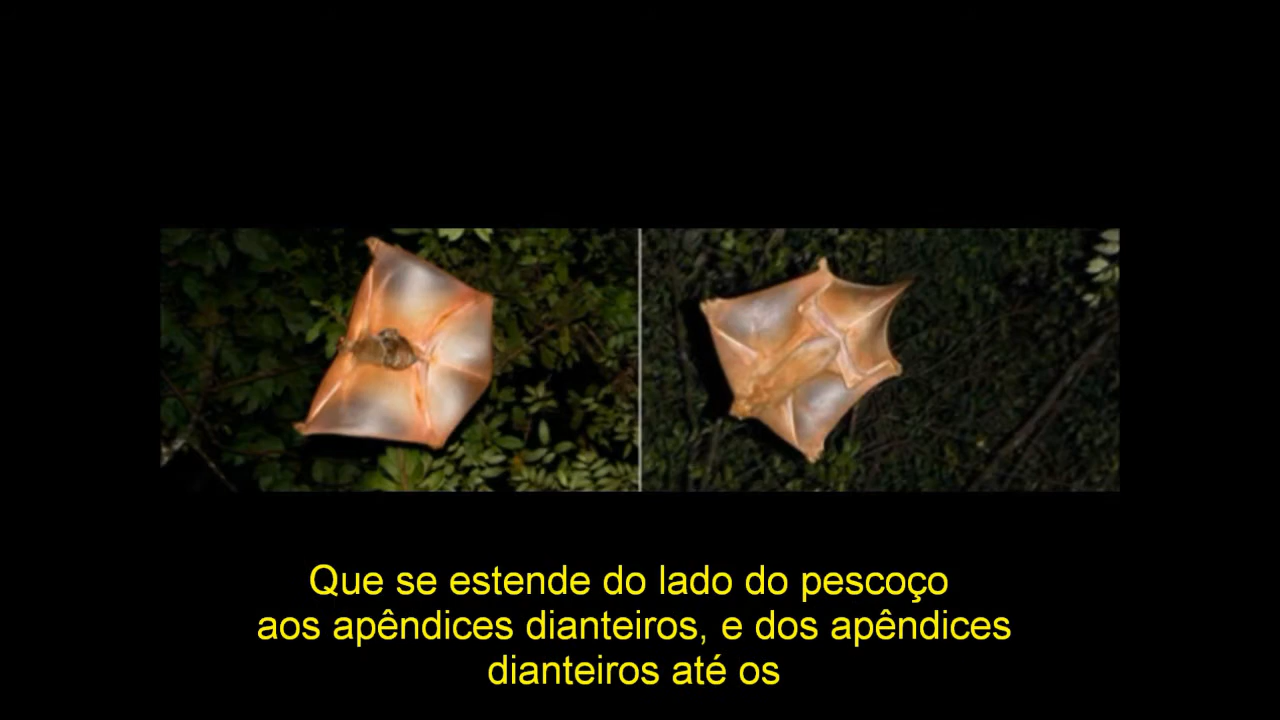 Que se estende do lado do pescoço
aos apêndices dianteiros, e dos apêndices
dianteiros até os